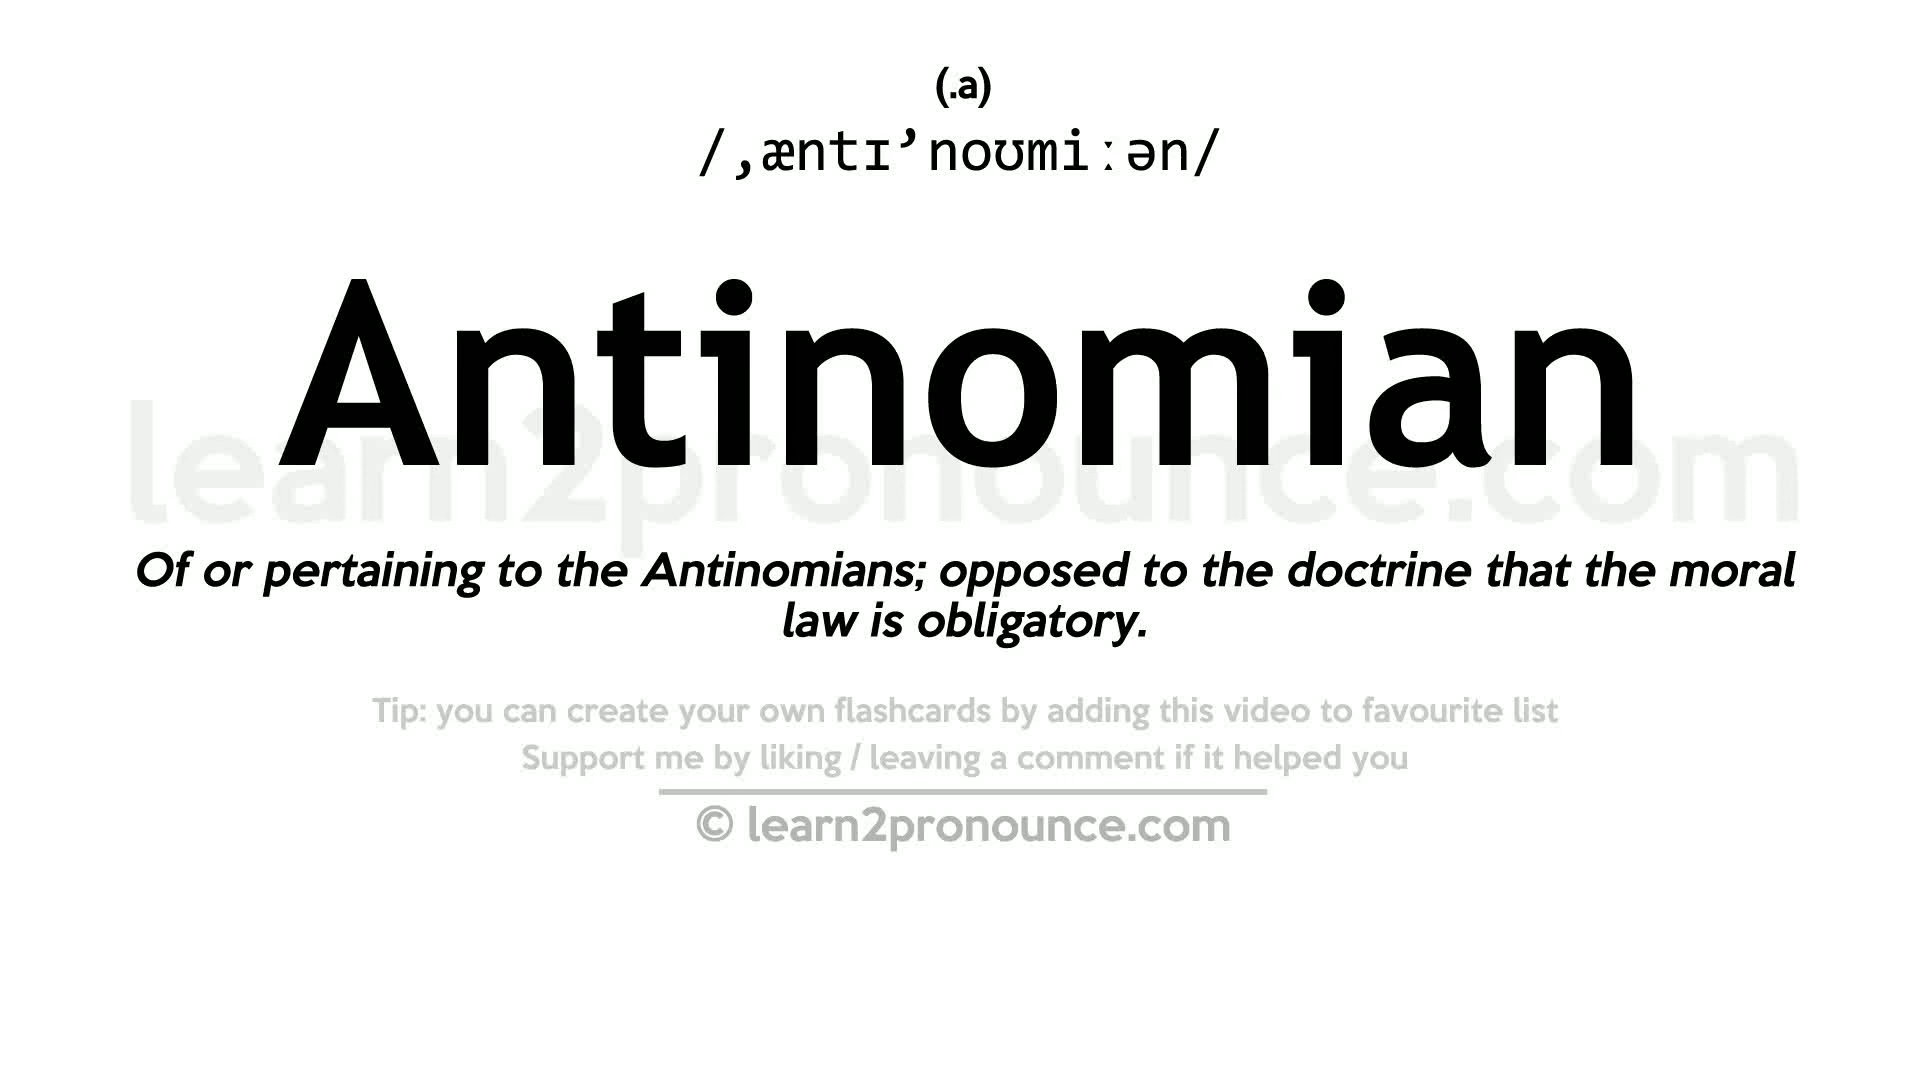 (.a)
/ˌæntɪ’noʊmiːən/
Antinomian
learn2pronounce.com
Of or pertaining to the Antinomians; opposed to the doctrine that the moral
law is obligatory.
Tip: you can create your own flashcards by adding this video to favourite list
Support me by liking / leaving a comment if it helped you
© learn2pronounce.com